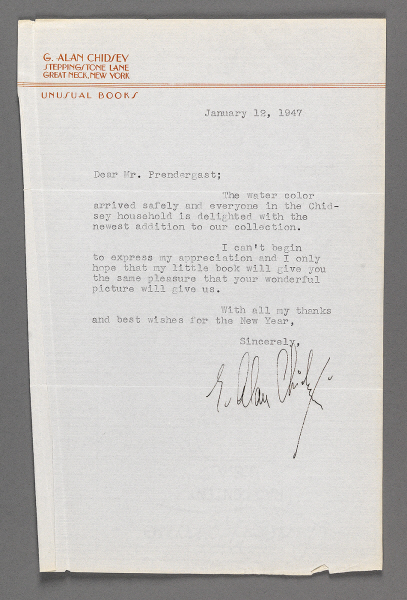 G. ALAN CHIDSEY
STEPPINGSTONE LANE
GREAT NECK, NEW YORK
UNUSUAL BOOKS
January 12, 1947
Dear Mr. Prendergast;
The water color
arrived safely and everyone in the Chid-
sey household is delighted with the
newest addition to our collection.
I can't begin
to express my appreciation and I only
hope that my little book will give you
the same pleasure that your wonderful
picture will give us.
With all my thanks
and best wishes for the New Year,
Sincerely,
G. Alan Chidsey